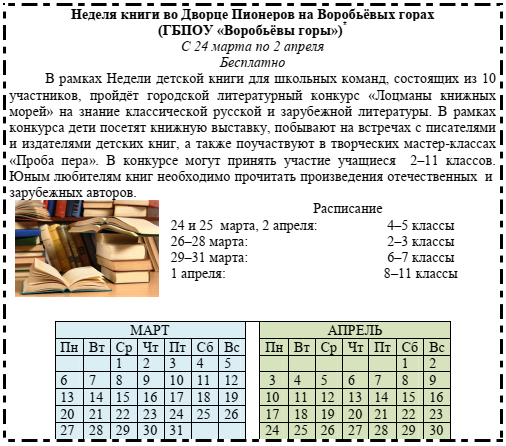 Неделя книги во Дворце Пионеров на Воробьёвых горах
(ГБПОУ «Воробьёвы горы»)*
С 24 марта по 2 апреля
Бесплатно
В рамках Недели детской книги для школьных команд, состоящих из 10
участников, пройдёт городской литературный конкурс «Лоцманы книжных
морей» на знание классической русской и зарубежной литературы. В рамках
конкурса дети посетят книжную выставку, побывают на встречах с писателями
и издателями детских книг, а также поучаствуют в творческих мастер-классах
«Проба пера». В конкурсе могут принять участие учащиеся 2–11 классов.
Юным любителям книг необходимо прочитать произведения отечественных и
зарубежных авторов.
Расписание
24 и 25 марта, 2 апреля: 4–5 классы
26–28 марта: 2–3 классы
29–31 марта: 6–7 классы
1 апреля: 8–11 классы
МАРТ
Пн Вт Ср Чт Пт Сб Вс
1 2 3 4 5
6 7 8 9 10 11 12
13 14 15 16 17 18 19
20 21 22 23 24 25 26
27 28 29 30 31
АПРЕЛЬ
Пн Вт Ср Чт Пт Сб Вс
1 2
3 4 5 6 7 8 9
10 11 12 13 14 15 16
17 18 19 20 21 22 23
24 25 26 27 28 29 30